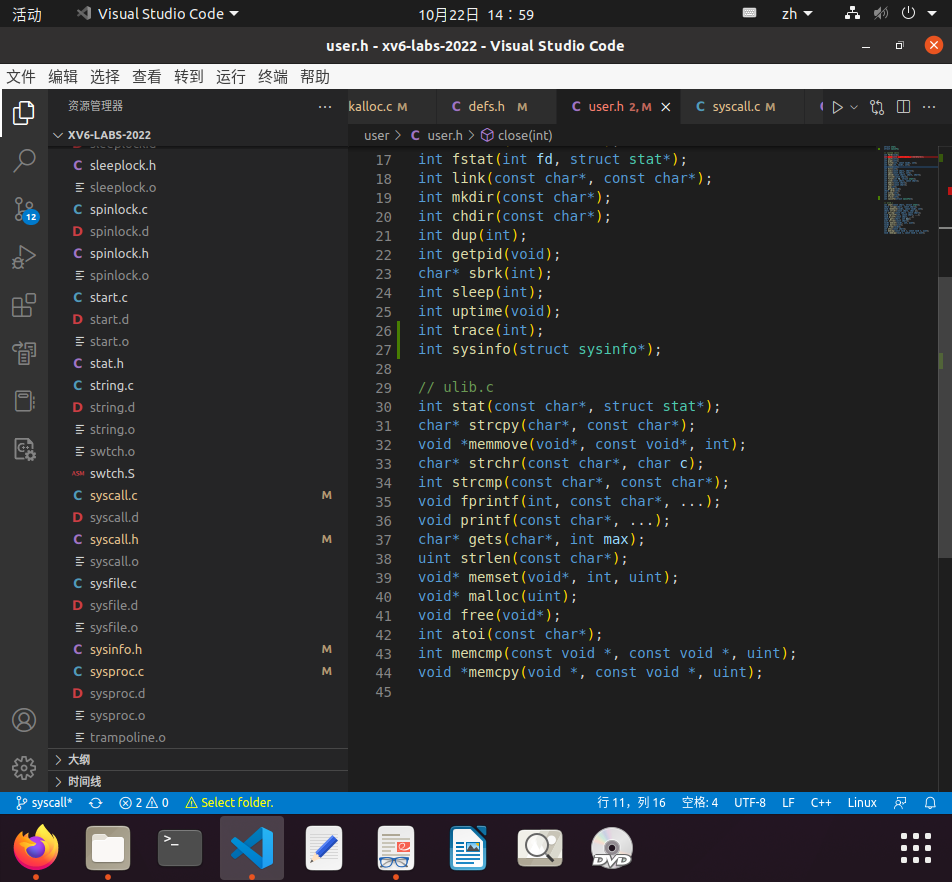 活动 Visual Studio Code 10月22日 14：59 zh
user.h - xv6-labs-2022 - Visual Studio Code
文件 编辑 选择 查看 转到 运行 终端 帮助
资源管理器 ··· kalloc.c M C defs.h M C user.h 2, M C syscall.c M ···
XV6-LABS-2022 user > C user.h > close(int)
C sleeplock.h
sleeplock.o
C spinlock.c
D spinlock.d
C spinlock.h
spinlock.o
C start.c
D start.d
start.o
C stat.h
C string.c
D string.d
string.o
swtch.o
ASM swtch.S
C syscall.c M
D syscall.d
C syscall.h M
syscall.o
C sysfile.c
D sysfile.d
sysfile.o
C sysinfo.h M
C sysproc.c M
D sysproc.d
sysproc.o
trampoline.o
大纲
时间线
12
17 int fstat(int fd, struct stat*);
18 int link(const char*, const char*);
19 int mkdir(const char*);
20 int chdir(const char*);
21 int dup(int);
22 int getpid(void);
23 char* sbrk(int);
24 int sleep(int);
25 int uptime(void);
26 int trace(int);
27 int sysinfo(struct sysinfo*);
28
29 // ulib.c
30 int stat(const char*, struct stat*);
31 char* strcpy(char*, const char*);
32 void *memmove(void*, const void*, int);
33 char* strchr(const char*, char c);
34 int strcmp(const char*, const char*);
35 void fprintf(int, const char*, ...);
36 void printf(const char*, ...);
37 char* gets(char*, int max);
38 uint strlen(const char*);
39 void* memset(void*, int, uint);
40 void* malloc(uint);
41 void free(void*);
42 int atoi(const char*);
43 int memcmp(const void *, const void *, uint);
44 void *memcpy(void *, const void *, uint);
45
syscall* 2 0 Select folder. 行 11，列 16 空格: 4 UTF-8 LF C++ Linux
>_
DVD